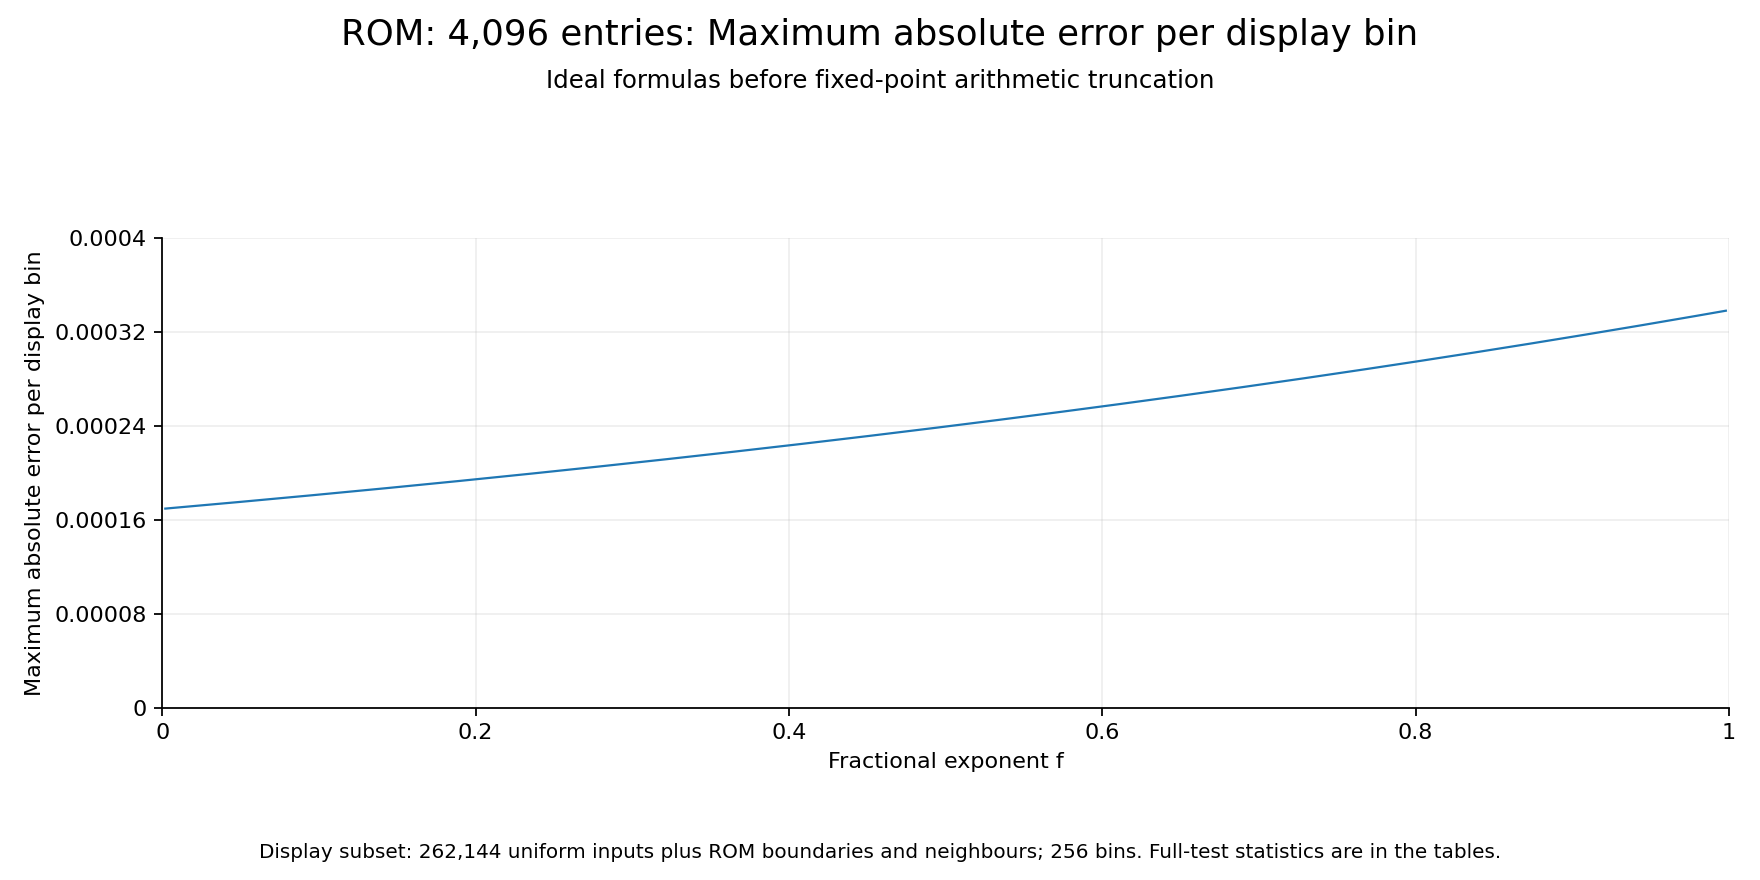 ROM: 4,096 entries: Maximum absolute error per display bin
Ideal formulas before fixed-point arithmetic truncation
Maximum absolute error per display bin
0.0004
0.00032
0.00024
0.00016
0.00008
0
0 0.2 0.4 0.6 0.8 1
Fractional exponent f
Display subset: 262,144 uniform inputs plus ROM boundaries and neighbours; 256 bins. Full-test statistics are in the tables.